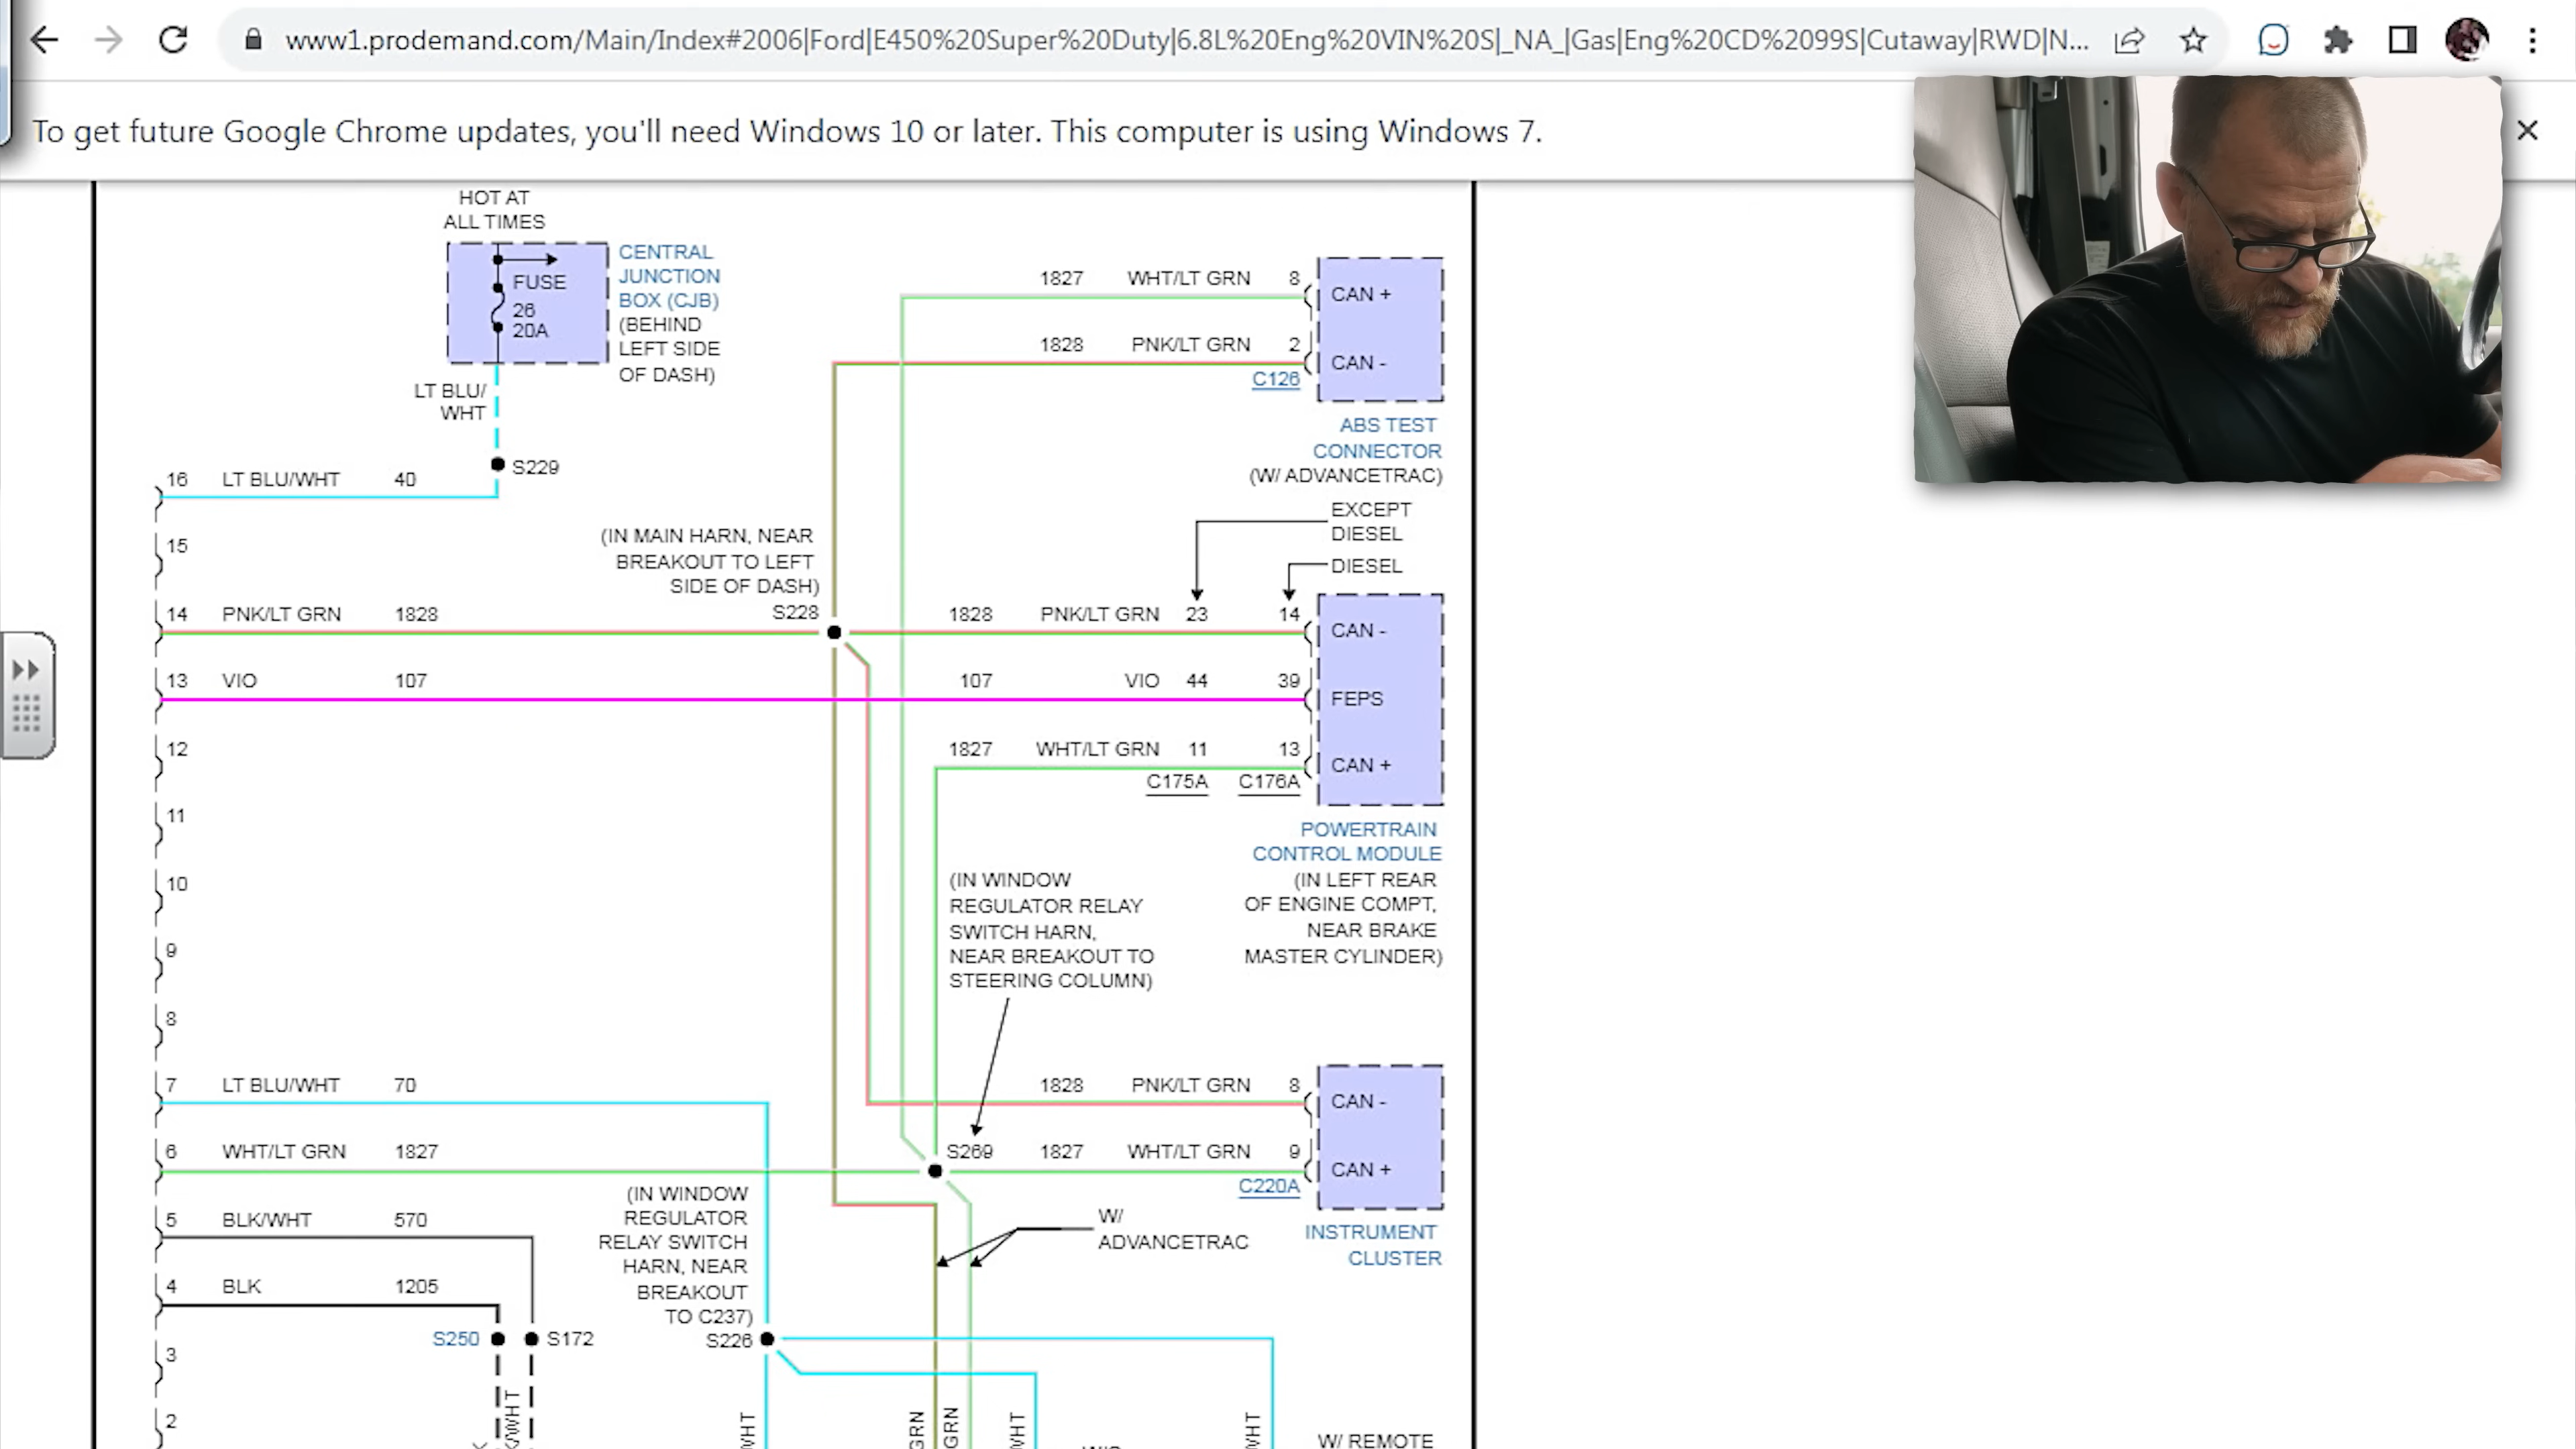 www1.prodemand.com/Main/Index#2006|Ford|E450%20Super%20Duty|6.8L%20Eng%20VIN%20S|_NA_|Gas|Eng%20CD%2099S|Cutaway|RWD|N...
To get future Google Chrome updates, you'll need Windows 10 or later. This computer is using Windows 7.
HOT AT
ALL TIMES
FUSE
26
20A
CENTRAL
JUNCTION
BOX (CJB)
(BEHIND
LEFT SIDE
OF DASH)
LT BLU/
WHT
S229
1827 WHT/LT GRN 8
CAN +
1828 PNK/LT GRN 2
CAN -
C126
ABS TEST
CONNECTOR
(W/ ADVANCETRAC)
EXCEPT
DIESEL
DIESEL
16 LT BLU/WHT 40
15
(IN MAIN HARN, NEAR
BREAKOUT TO LEFT
SIDE OF DASH)
S228
14 PNK/LT GRN 1828
1828 PNK/LT GRN 23 14
CAN -
13 VIO 107
107 VIO 44 39
FEPS
12
1827 WHT/LT GRN 11 13
CAN +
C175A C176A
11
POWERTRAIN
CONTROL MODULE
(IN LEFT REAR
OF ENGINE COMPT,
NEAR BRAKE
MASTER CYLINDER)
10
(IN WINDOW
REGULATOR RELAY
SWITCH HARN,
NEAR BREAKOUT TO
STEERING COLUMN)
9
8
7 LT BLU/WHT 70
1828 PNK/LT GRN 8
CAN -
6 WHT/LT GRN 1827
S269 1827 WHT/LT GRN 9
CAN +
C220A
INSTRUMENT
CLUSTER
(IN WINDOW
REGULATOR
RELAY SWITCH
HARN, NEAR
BREAKOUT
TO C237)
S226
W/
ADVANCETRAC
5 BLK/WHT 570
4 BLK 1205
S250 S172
3
2
WHT
GRN
GRN
WHT
WHT
W/ REMOTE